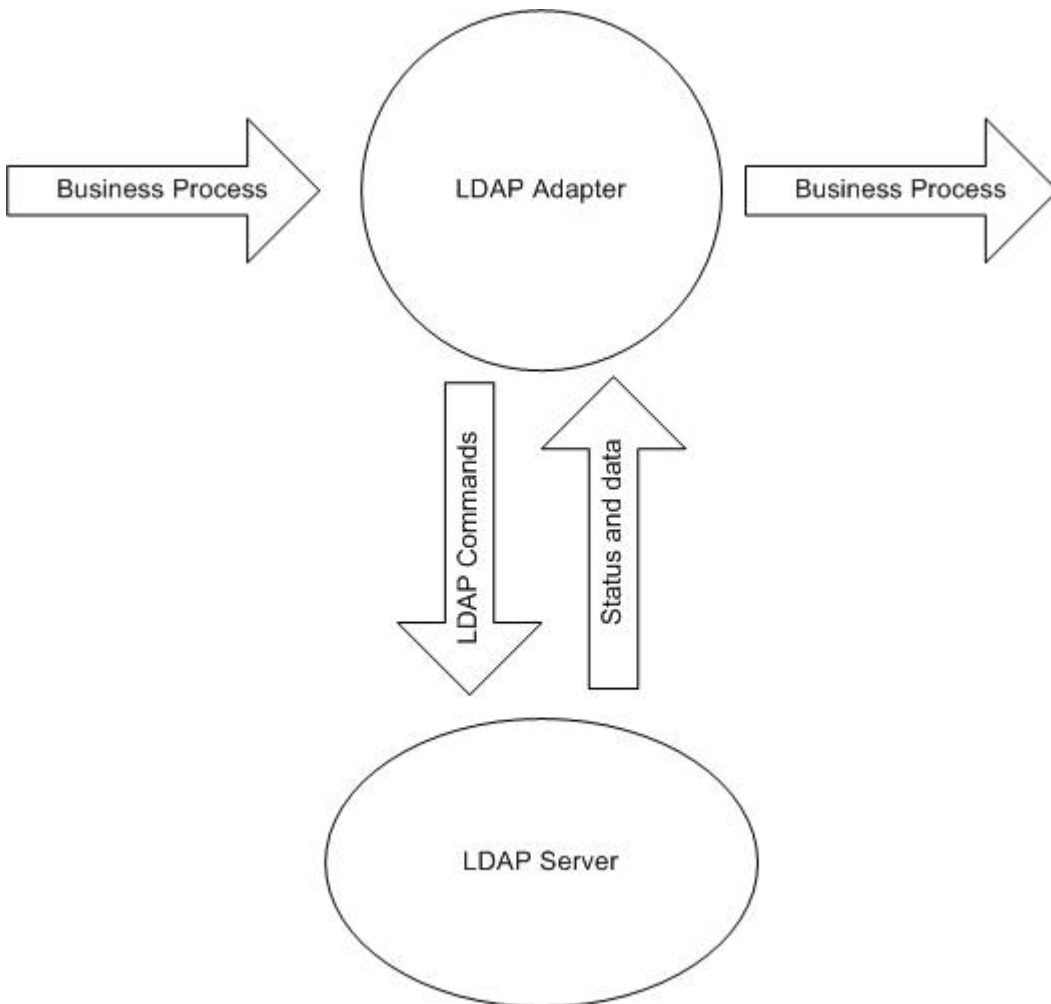 Business Process
LDAP Adapter
Business Process
LDAP Commands
Status and data
LDAP Server